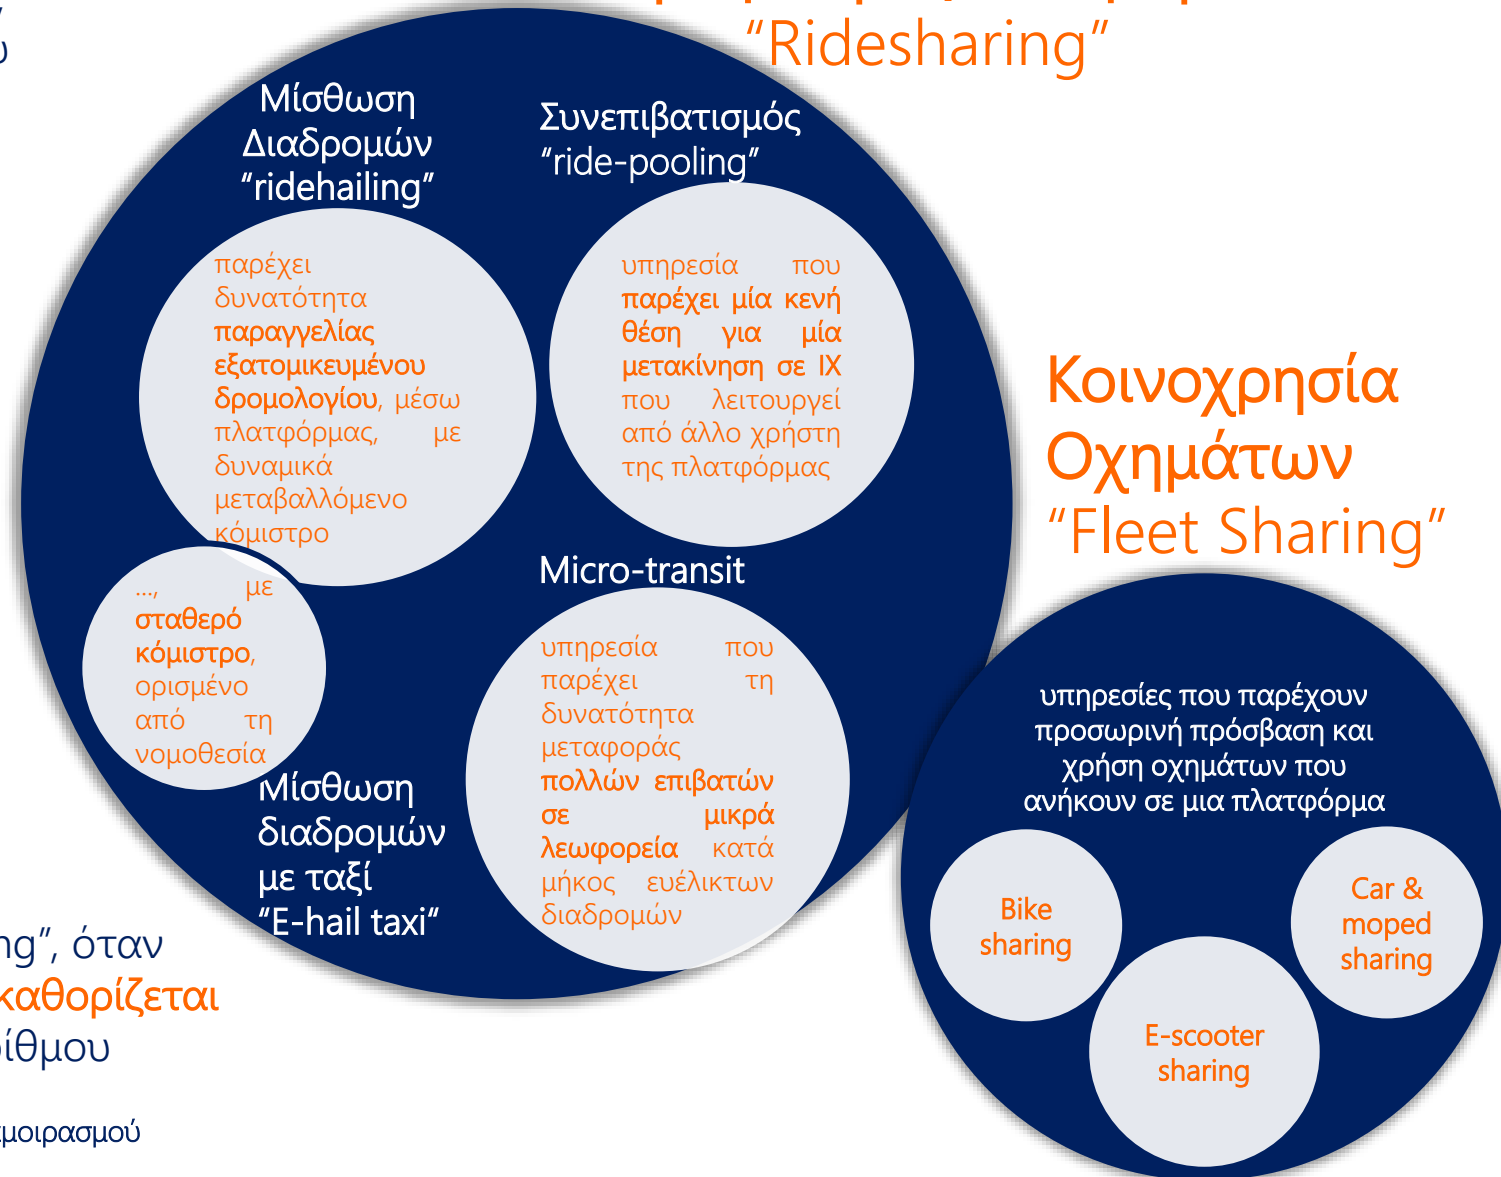 “Ridesharing”
Μίσθωση
Διαδρομών
“ridehailing”
Συνεπιβατισμός
“ride-pooling”
παρέχει
δυνατότητα
παραγγελίας
εξατομικευμένου
δρομολογίου, μέσω
πλατφόρμας, με
δυναμικά
μεταβαλλόμενο
κόμιστρο
υπηρεσία που
παρέχει μία κενή
θέση για μία
μετακίνηση σε ΙΧ
που λειτουργεί
από άλλο χρήστη
της πλατφόρμας
..., με
σταθερό
κόμιστρο,
ορισμένο
από τη
νομοθεσία
Μίσθωση
διαδρομών
με ταξί
“E-hail taxi“
Micro-transit
υπηρεσία που
παρέχει τη
δυνατότητα
μεταφοράς
πολλών επιβατών
σε μικρά
λεωφορεία κατά
μήκος ευέλικτων
διαδρομών
Κοινοχρησία
Οχημάτων
“Fleet Sharing”
υπηρεσίες που παρέχουν
προσωρινή πρόσβαση και
χρήση οχημάτων που
ανήκουν σε μια πλατφόρμα
Bike
sharing
E-scooter
sharing
Car &
moped
sharing
ng”, όταν
καθορίζεται
ίθμου
μοιρασμού